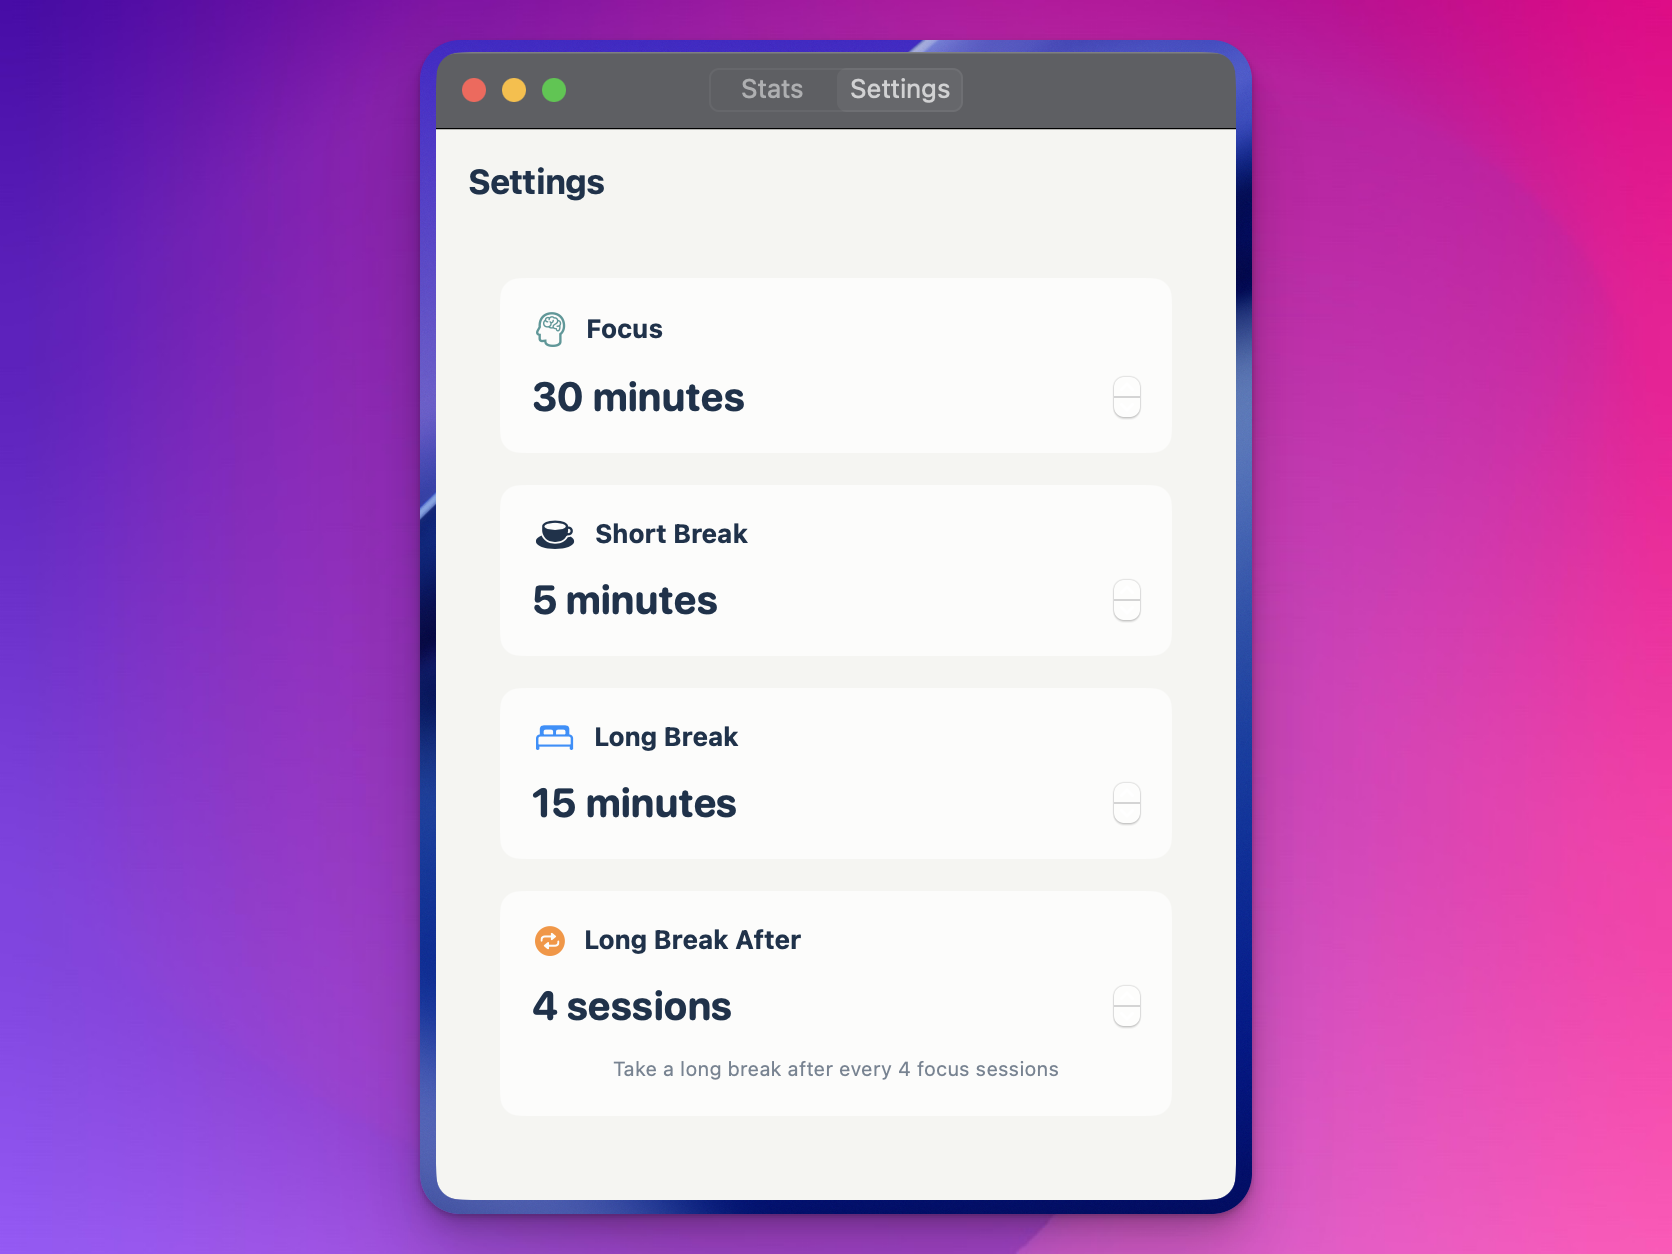 Stats Settings
Settings
Focus
30 minutes
Short Break
5 minutes
Long Break
15 minutes
Long Break After
4 sessions
Take a long break after every 4 focus sessions